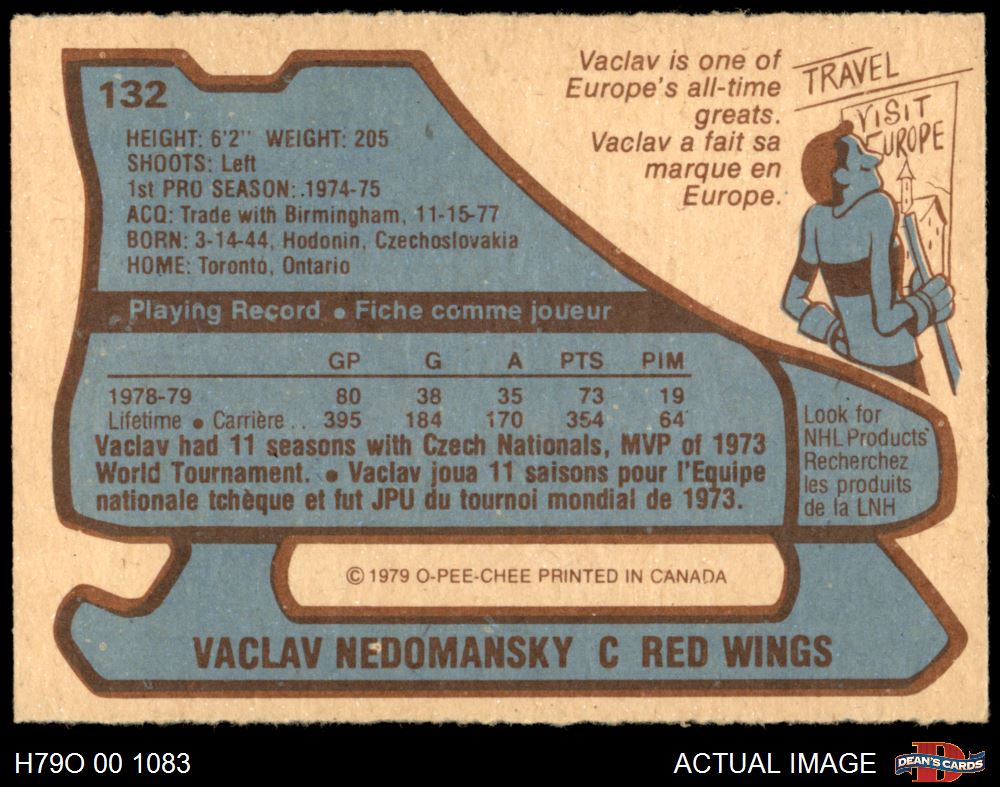 132
HEIGHT: 6'2" WEIGHT: 205
SHOOTS: Left
1st PRO SEASON: 1974-75
ACQ: Trade with Birmingham, 11-15-77
BORN: 3-14-44, Hodonin, Czechoslovakia
HOME: Toronto, Ontario
Vaclav is one of
Europe's all-time
greats.
Vaclav a fait sa
marque en
Europe.
TRAVEL
VISIT
EUROPE
Playing Record • Fiche comme joueur
GP G A PTS PIM
1978-79 80 38 35 73 19
Lifetime • Carrière .. 395 184 170 354 64
Vaclav had 11 seasons with Czech Nationals, MVP of 1973
World Tournament. • Vaclav joua 11 saisons pour l'Equipe
nationale tchèque et fut JPU du tournoi mondial de 1973.
Look for
NHL Products
Recherchez
les produits
de la LNH
© 1979 O-PEE-CHEE PRINTED IN CANADA
VACLAV NEDOMANSKY C RED WINGS
H79O 00 1083
ACTUAL IMAGE
D
DEAN'S CARDS